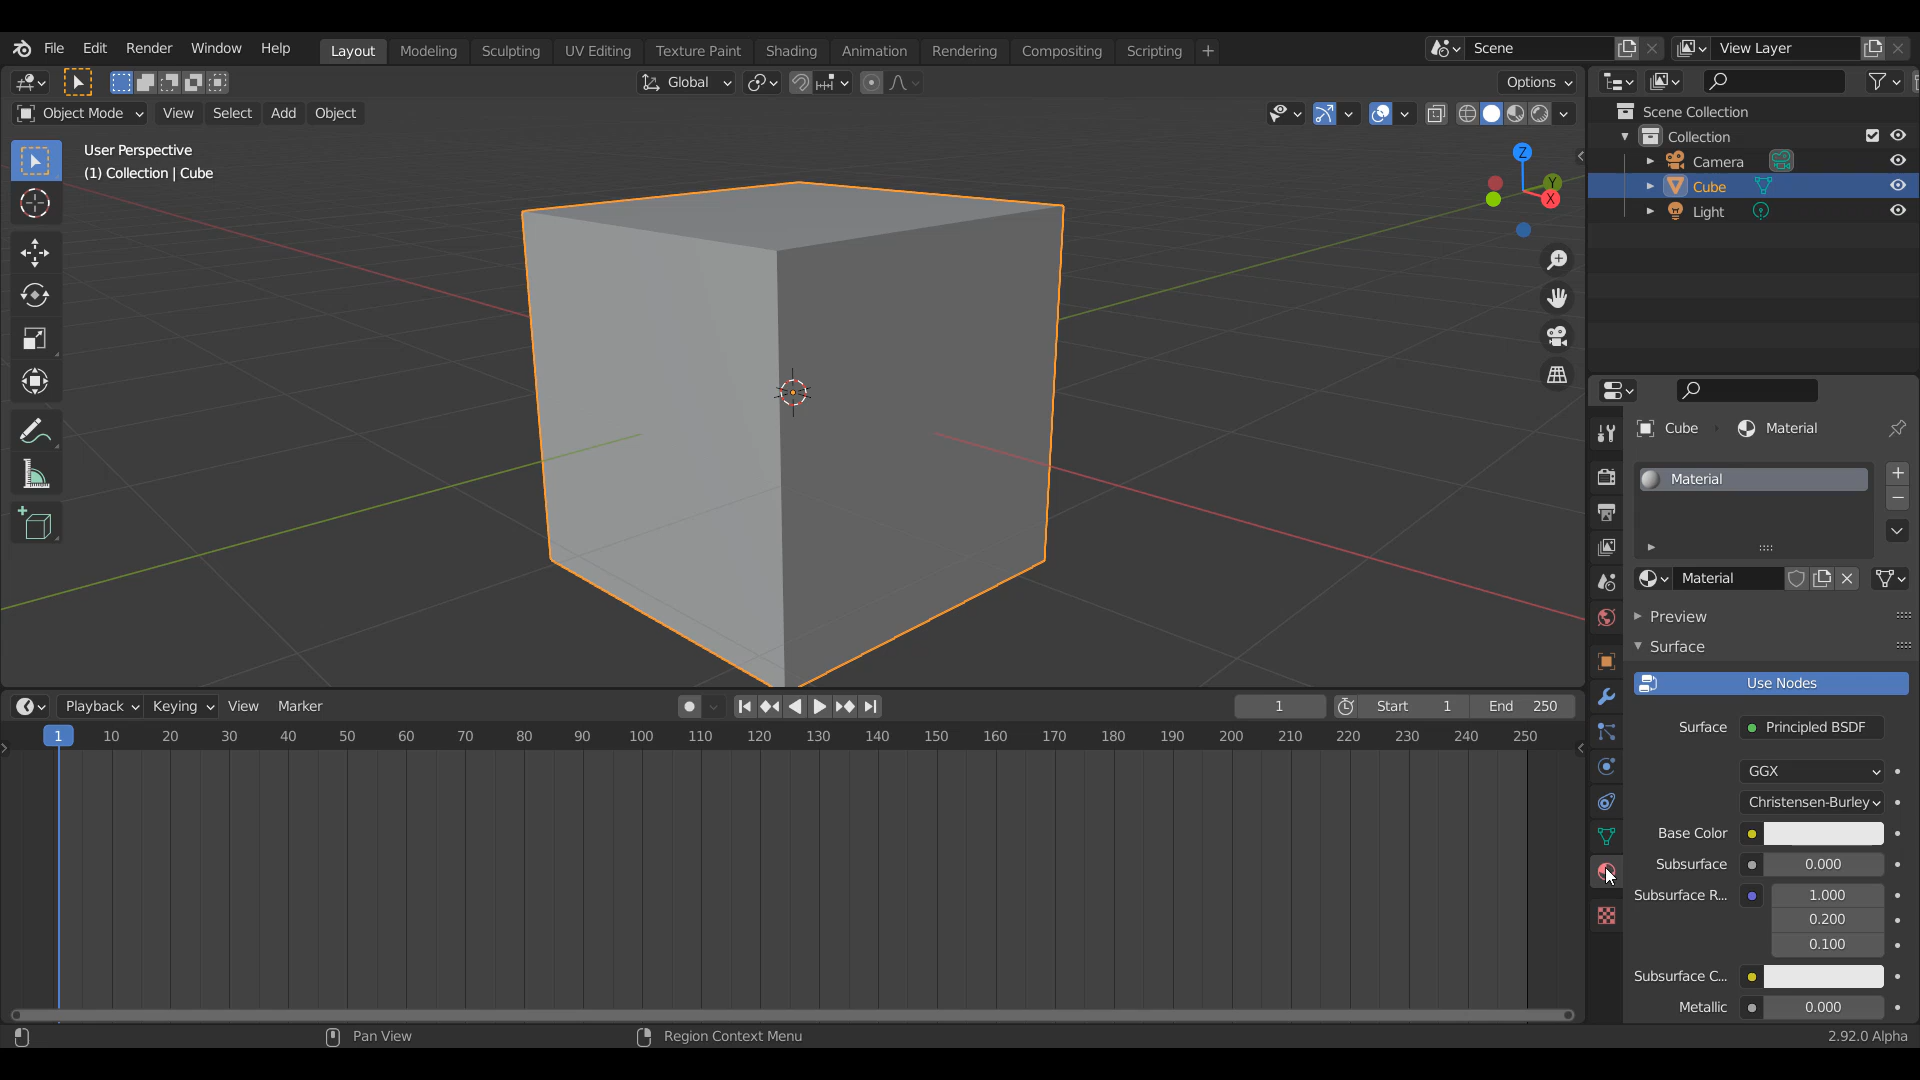 File Edit Render Window Help Layout Modeling Sculpting UV Editing Texture Paint Shading Animation Rendering Compositing Scripting + Scene View Layer
Global Options
Object Mode View Select Add Object
User Perspective
(1) Collection | Cube
Z
Y
X
Scene Collection
Collection
Camera
Cube
Light
Cube Material
Material
Material
Preview
Surface
Use Nodes
Surface Principled BSDF
GGX
Christensen-Burley
Base Color
Subsurface 0.000
Subsurface R... 1.000
0.200
0.100
Subsurface C...
Metallic 0.000
Playback Keying View Marker 1 Start 1 End 250
1 10 20 30 40 50 60 70 80 90 100 110 120 130 140 150 160 170 180 190 200 210 220 230 240 250
Pan View Region Context Menu 2.92.0 Alpha